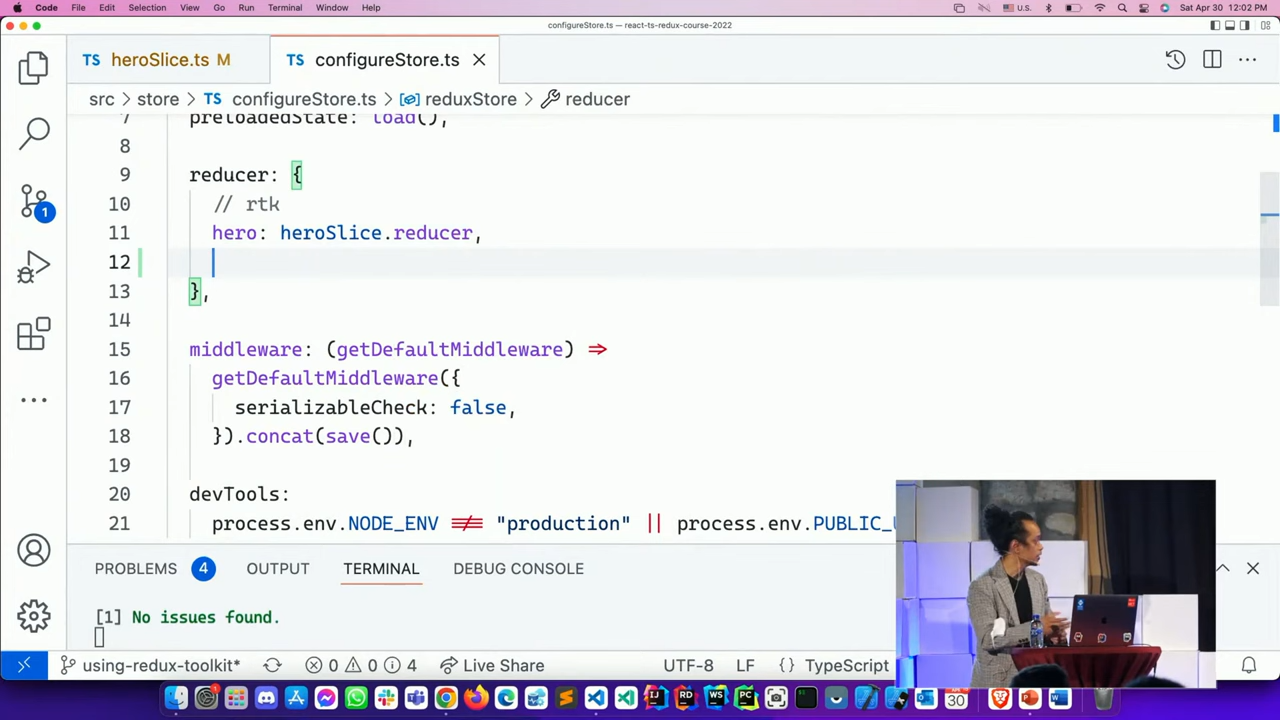 Code File Edit Selection View Go Run Terminal Window Help U.S. Sat Apr 30 12:02 PM
configureStore.ts — react-ts-redux-course-2022
TS heroSlice.ts M TS configureStore.ts
src > store > TS configureStore.ts > reduxStore > reducer
7 preloadedState: load(),
8
9 reducer: {
10 // rtk
11 hero: heroSlice.reducer,
12
13 },
14
15 middleware: (getDefaultMiddleware) ⇒
16 getDefaultMiddleware({
17 serializableCheck: false,
18 }).concat(save()),
19
20 devTools:
21 process.env.NODE_ENV !== "production" || process.env.PUBLIC_
1
PROBLEMS 4 OUTPUT TERMINAL DEBUG CONSOLE
[1] No issues found.
using-redux-toolkit* 0 0 4 Live Share UTF-8 LF {} TypeScript